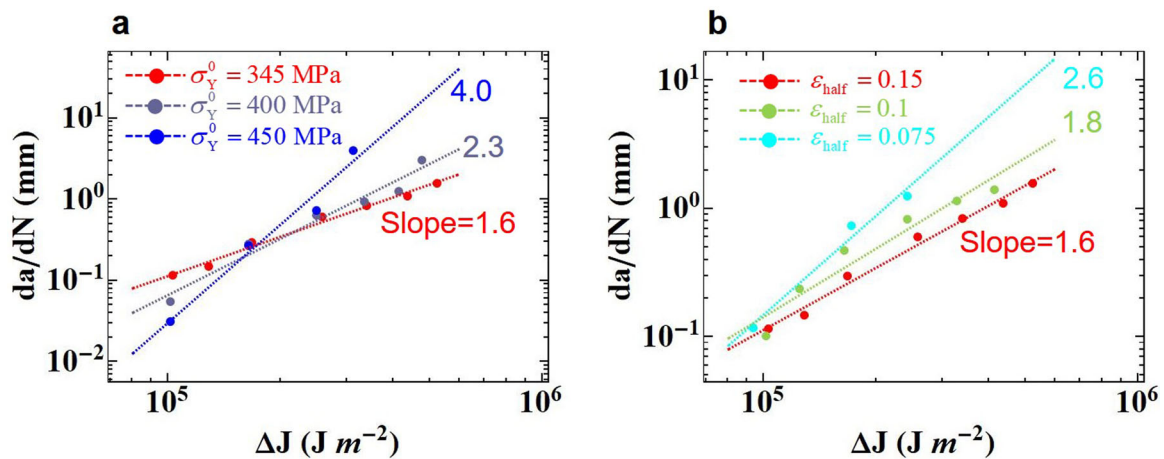 a
σ_Y^0 = 345 MPa
σ_Y^0 = 400 MPa
σ_Y^0 = 450 MPa
4.0
2.3
Slope=1.6
da/dN (mm)
10^1
10^0
10^-1
10^-2
10^5
10^6
ΔJ (J m^-2)
b
ε_half = 0.15
ε_half = 0.1
ε_half = 0.075
2.6
1.8
Slope=1.6
da/dN (mm)
10^1
10^0
10^-1
10^5
10^6
ΔJ (J m^-2)